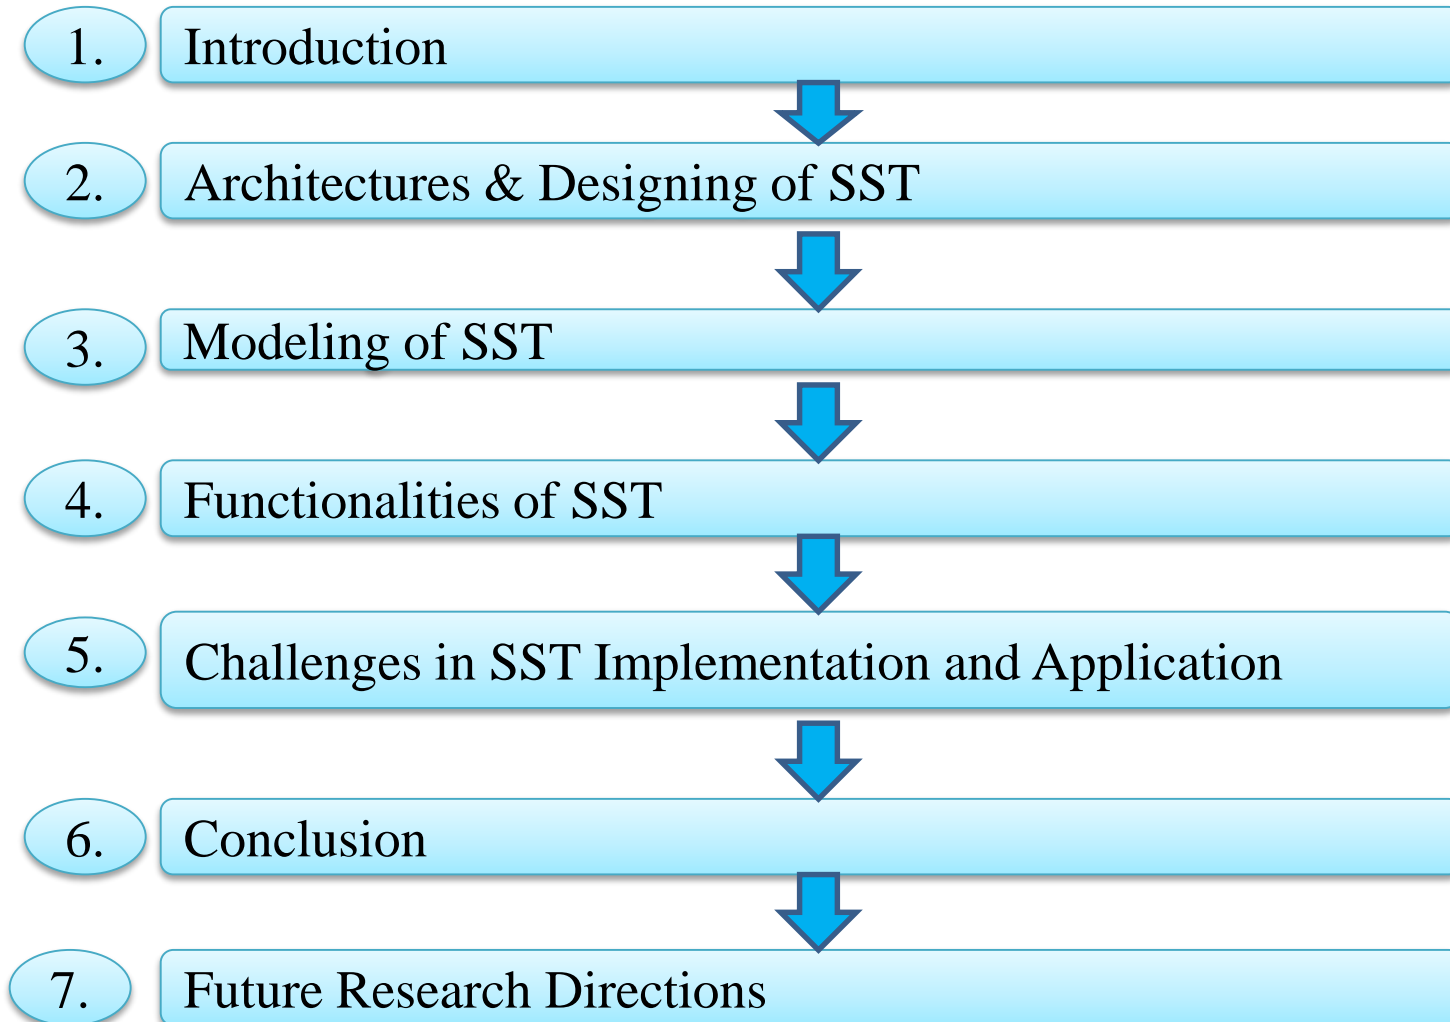 1. Introduction
2. Architectures & Designing of SST
3. Modeling of SST
4. Functionalities of SST
5. Challenges in SST Implementation and Application
6. Conclusion
7. Future Research Directions